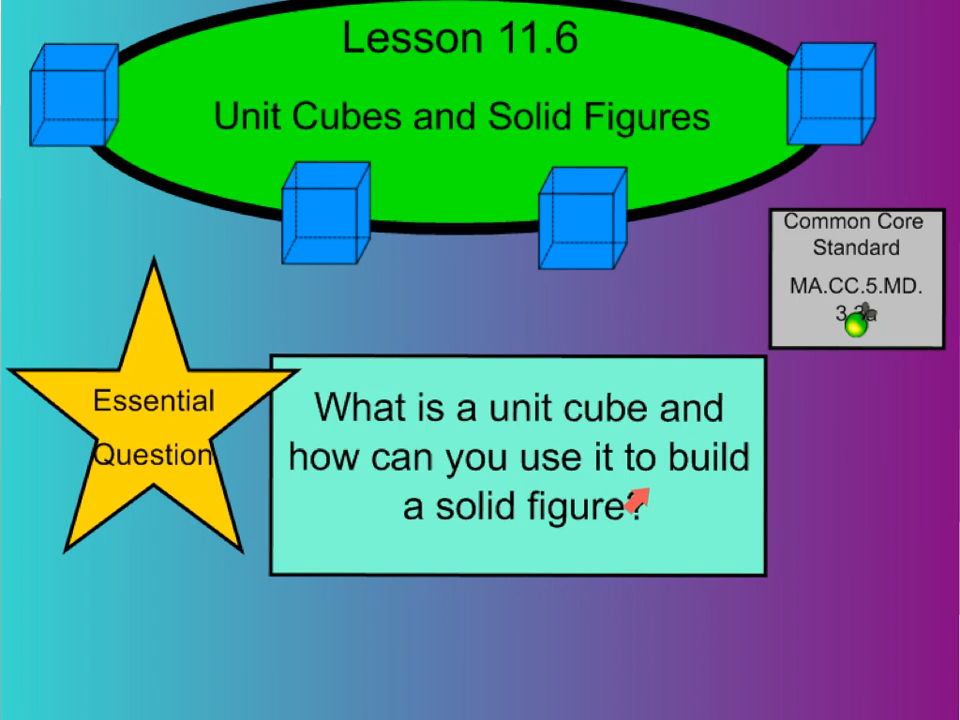 Lesson 11.6
Unit Cubes and Solid Figures
Common Core
Standard
MA.CC.5.MD.
Essential
Question
What is a unit cube and
how can you use it to build
a solid figure?